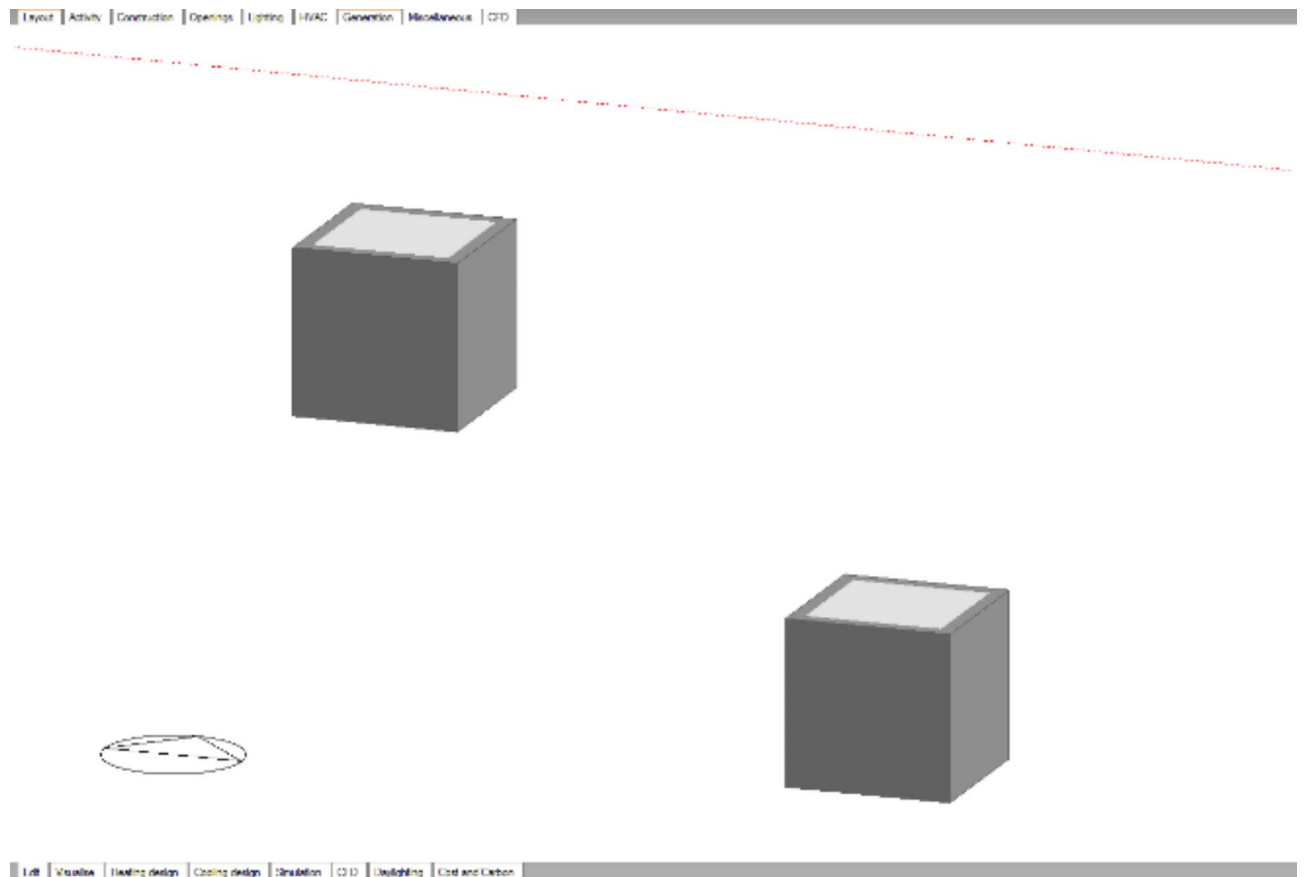 Layout Activity Construction Openings Lighting HVAC Generation Miscellaneous CFD
Edit Visualise Heating design Cooling design Simulation CFD Daylighting Cost and Carbon